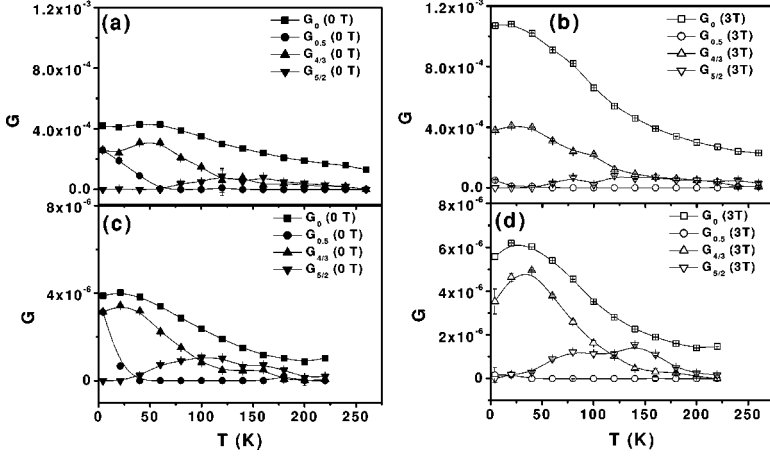 (a)
G₀ (0 T)
G₀.₅ (0 T)
G₄/₃ (0 T)
G₅/₂ (0 T)
1.2x10⁻³
8.0x10⁻⁴
4.0x10⁻⁴
0.0
G
(b)
G₀ (3T)
G₀.₅ (3T)
G₄/₃ (3T)
G₅/₂ (3T)
1.2x10⁻³
8.0x10⁻⁴
4.0x10⁻⁴
0.0
G
(c)
G₀ (0 T)
G₀.₅ (0 T)
G₄/₃ (0 T)
G₅/₂ (0 T)
8x10⁻⁶
4x10⁻⁶
0
G
0 50 100 150 200 250
T (K)
(d)
G₀ (3T)
G₀.₅ (3T)
G₄/₃ (3T)
G₅/₂ (3T)
8x10⁻⁶
6x10⁻⁶
4x10⁻⁶
2x10⁻⁶
0
G
0 50 100 150 200 250
T (K)